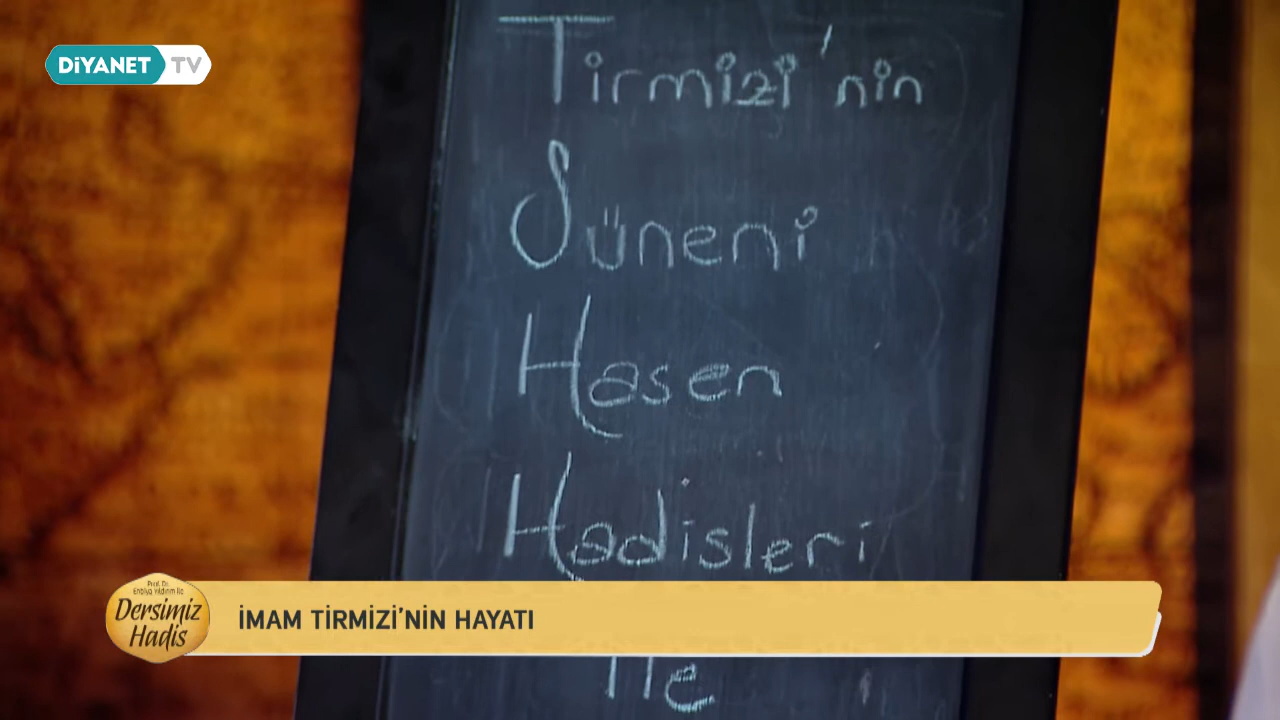 DİYANET TV
Tirmizi'nin
Süneni
Hasen
Hadisleri
Prof. Dr.
Enbiya Yıldırım İle
Dersimiz
Hadis
İMAM TİRMİZİ'NİN HAYATI
ile